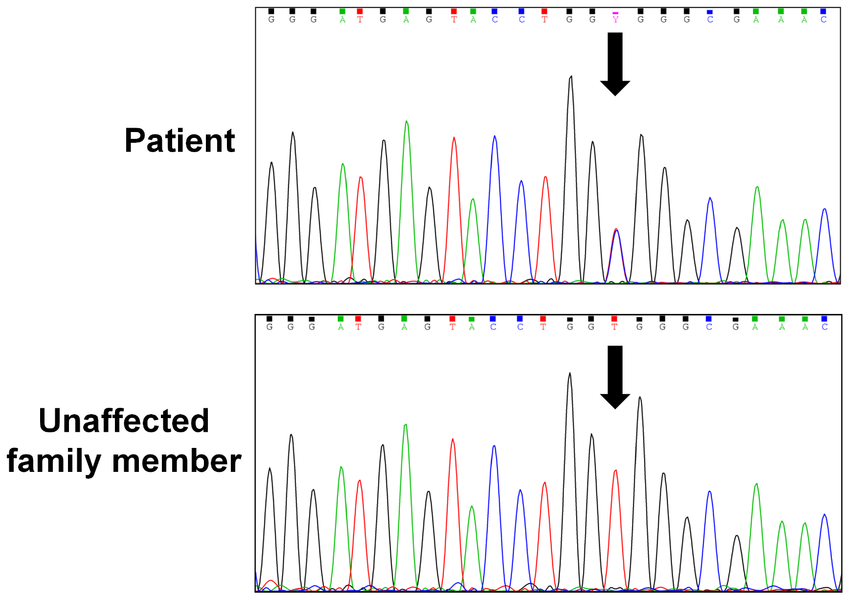 G G G A T G A G T A C C T G G Y G G G C G A A A C
Patient
G G G A T G A G T A C C T G G T G G G C G A A A C
Unaffected
family member